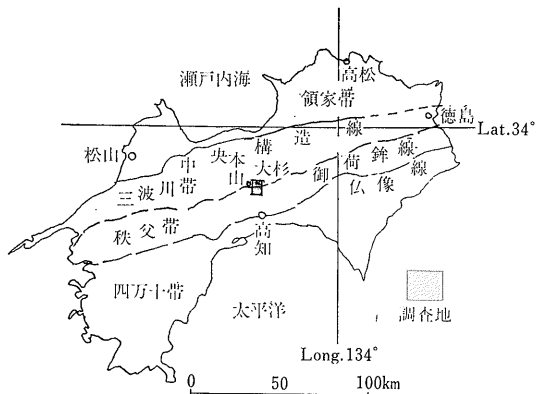 瀬戸内海
高松
領家帯
徳島
Lat.34°
松山
中央構造線
三波川帯
本山
大杉
御荷鉾線
仏像線
秩父帯
高知
四万十帯
太平洋
調査地
Long.134°
0 50 100km